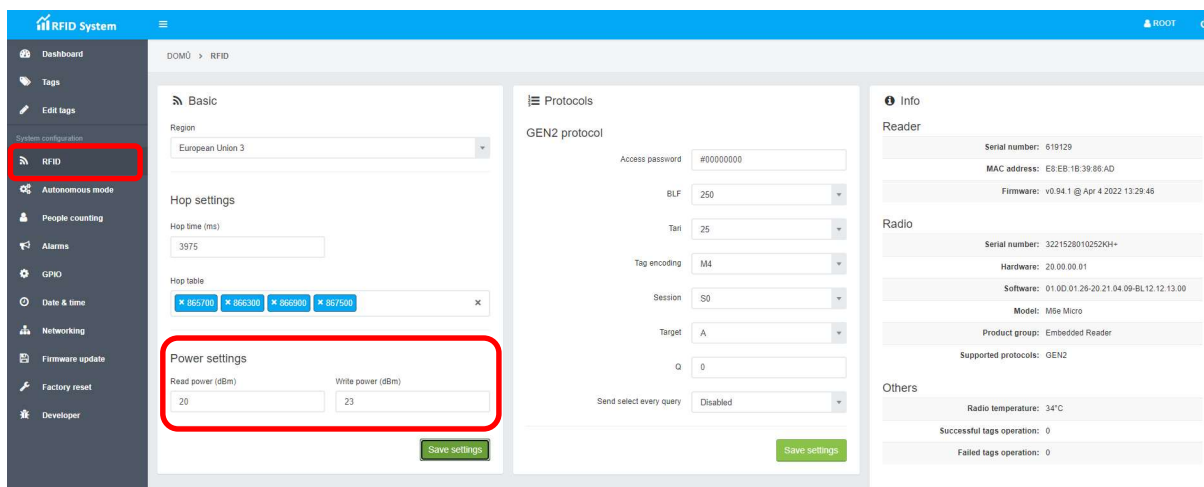 RFID System
ROOT
Dashboard
Tags
Edit tags
System configuration
RFID
Autonomous mode
People counting
Alarms
GPIO
Date & time
Networking
Firmware update
Factory reset
Developer
DOMŮ > RFID
Basic
Region
European Union 3
Hop settings
Hop time (ms)
3975
Hop table
× 865700 × 866300 × 866900 × 867500 ×
Power settings
Read power (dBm) Write power (dBm)
20 23
Save settings
Protocols
GEN2 protocol
Access password #00000000
BLF 250
Tari 25
Tag encoding M4
Session S0
Target A
Q 0
Send select every query Disabled
Save settings
Info
Reader
Serial number: 619129
MAC address: E8:EB:1B:39:86:AD
Firmware: v0.94.1 @ Apr 4 2022 13:29:46
Radio
Serial number: 3221528010252KH+
Hardware: 20.00.00.01
Software: 01.0D.01.26-20.21.04.09-BL12.12.13.00
Model: M6e Micro
Product group: Embedded Reader
Supported protocols: GEN2
Others
Radio temperature: 34°C
Successful tags operation: 0
Failed tags operation: 0